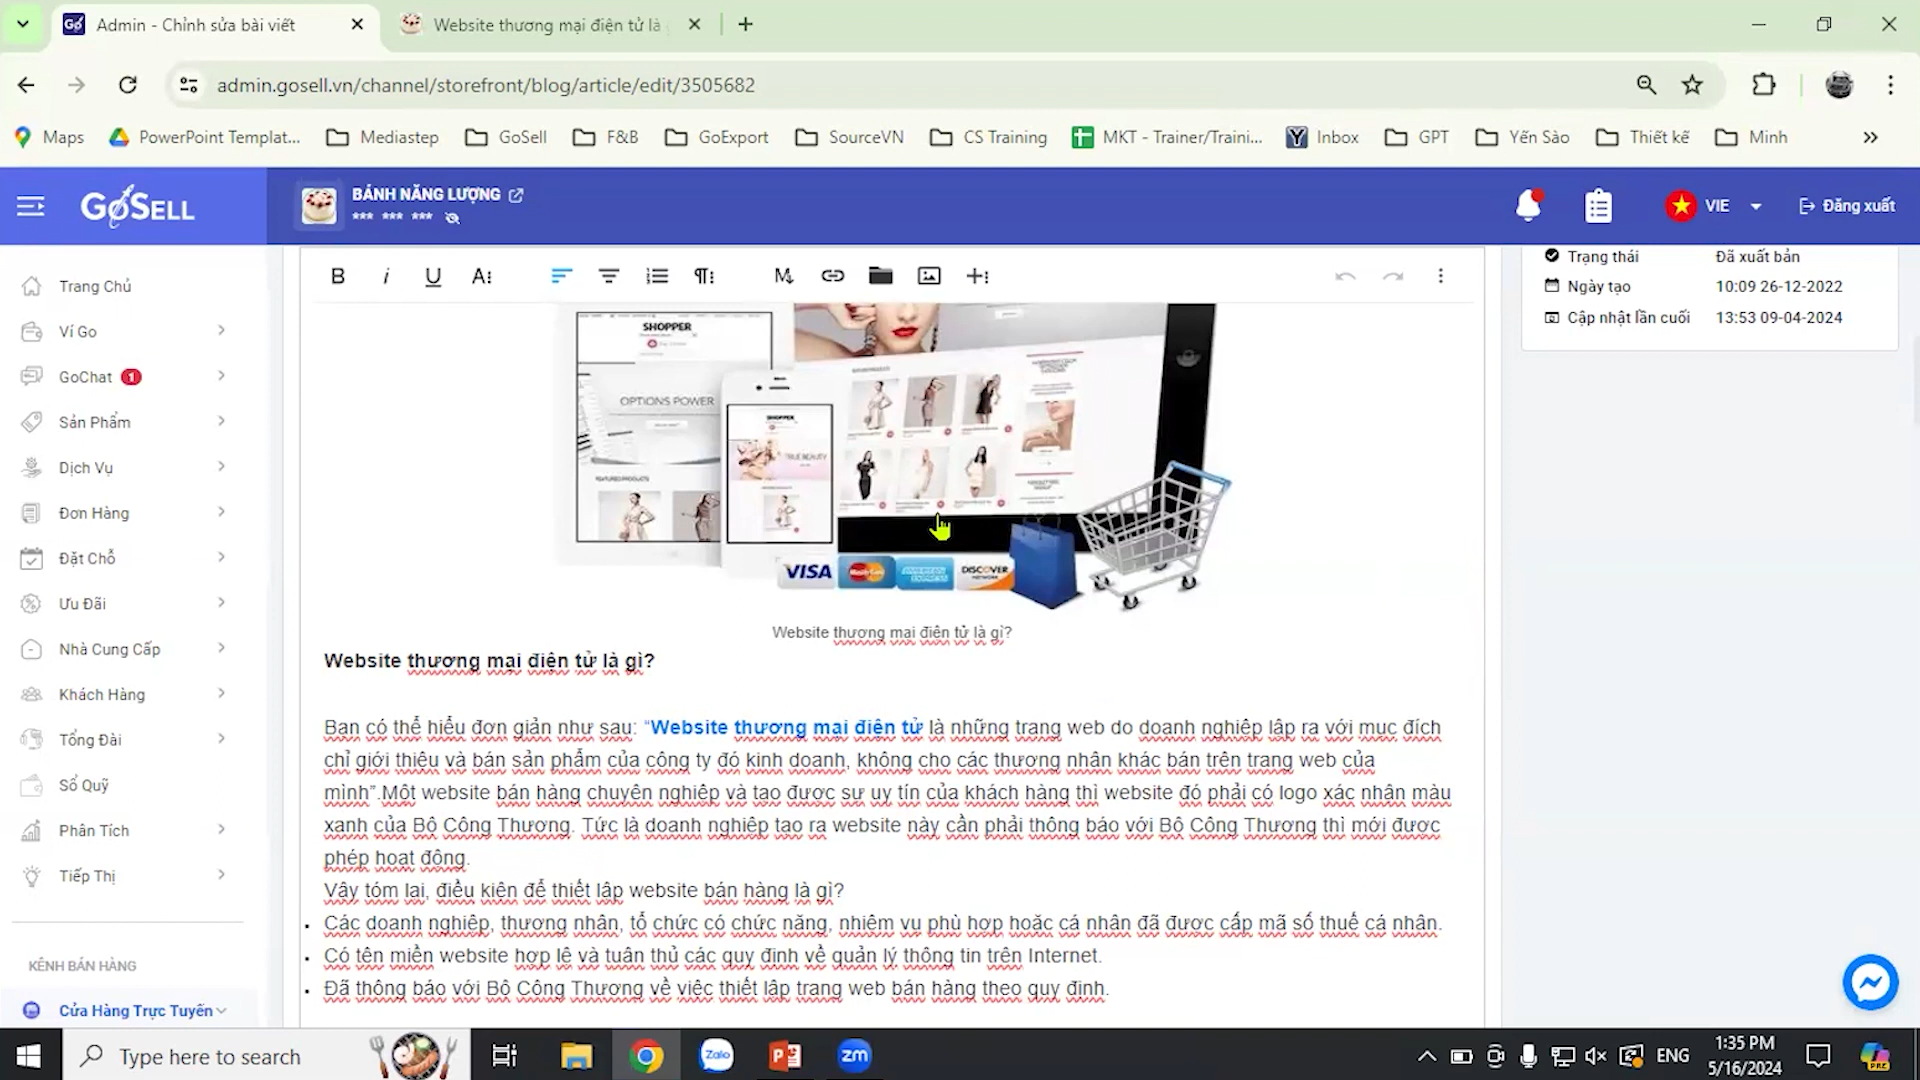 Admin - Chỉnh sửa bài viết
Website thương mại điện tử là
admin.gosell.vn/channel/storefront/blog/article/edit/3505682
Maps
PowerPoint Templat...
Mediastep
GoSell
F&B
GoExport
SourceVN
CS Training
MKT - Trainer/Traini...
Inbox
GPT
Yến Sào
Thiết kế
Minh
GoSELL
BÁNH NĂNG LƯỢNG
*** *** ***
VIE
Đăng xuất
Trang Chủ
Ví Go
GoChat 1
Sản Phẩm
Dịch Vụ
Đơn Hàng
Đặt Chỗ
Ưu Đãi
Nhà Cung Cấp
Khách Hàng
Tổng Đài
Sổ Quỹ
Phân Tích
Tiếp Thị
KÊNH BÁN HÀNG
Cửa Hàng Trực Tuyến
Trạng thái Đã xuất bản
Ngày tạo 10:09 26-12-2022
Cập nhật lần cuối 13:53 09-04-2024
SHOPPER
OPTIONS POWER
SHOPPER
TRUE BEAUTY
FEATURED PRODUCTS
VISA
MasterCard
AMERICAN EXPRESS
DISCOVER
NETWORK
Website thương mại điện tử là gì?
Website thương mại điện tử là gì?
Bạn có thể hiểu đơn giản như sau: “Website thương mại điện tử là những trang web do doanh nghiệp lập ra với mục đích
chỉ giới thiệu và bán sản phẩm của công ty đó kinh doanh, không cho các thương nhân khác bán trên trang web của
mình”.Một website bán hàng chuyên nghiệp và tạo được sự uy tín của khách hàng thì website đó phải có logo xác nhận màu
xanh của Bộ Công Thương. Tức là doanh nghiệp tạo ra website này cần phải thông báo với Bộ Công Thương thì mới được
phép hoạt động.
Vậy tóm lại, điều kiện để thiết lập website bán hàng là gì?
Các doanh nghiệp, thương nhân, tổ chức có chức năng, nhiệm vụ phù hợp hoặc cá nhân đã được cấp mã số thuế cá nhân.
Có tên miền website hợp lệ và tuân thủ các quy định về quản lý thông tin trên Internet.
Đã thông báo với Bộ Công Thương về việc thiết lập trang web bán hàng theo quy định.
Type here to search
Zalo
zm
ENG
1:35 PM
5/16/2024
PRE